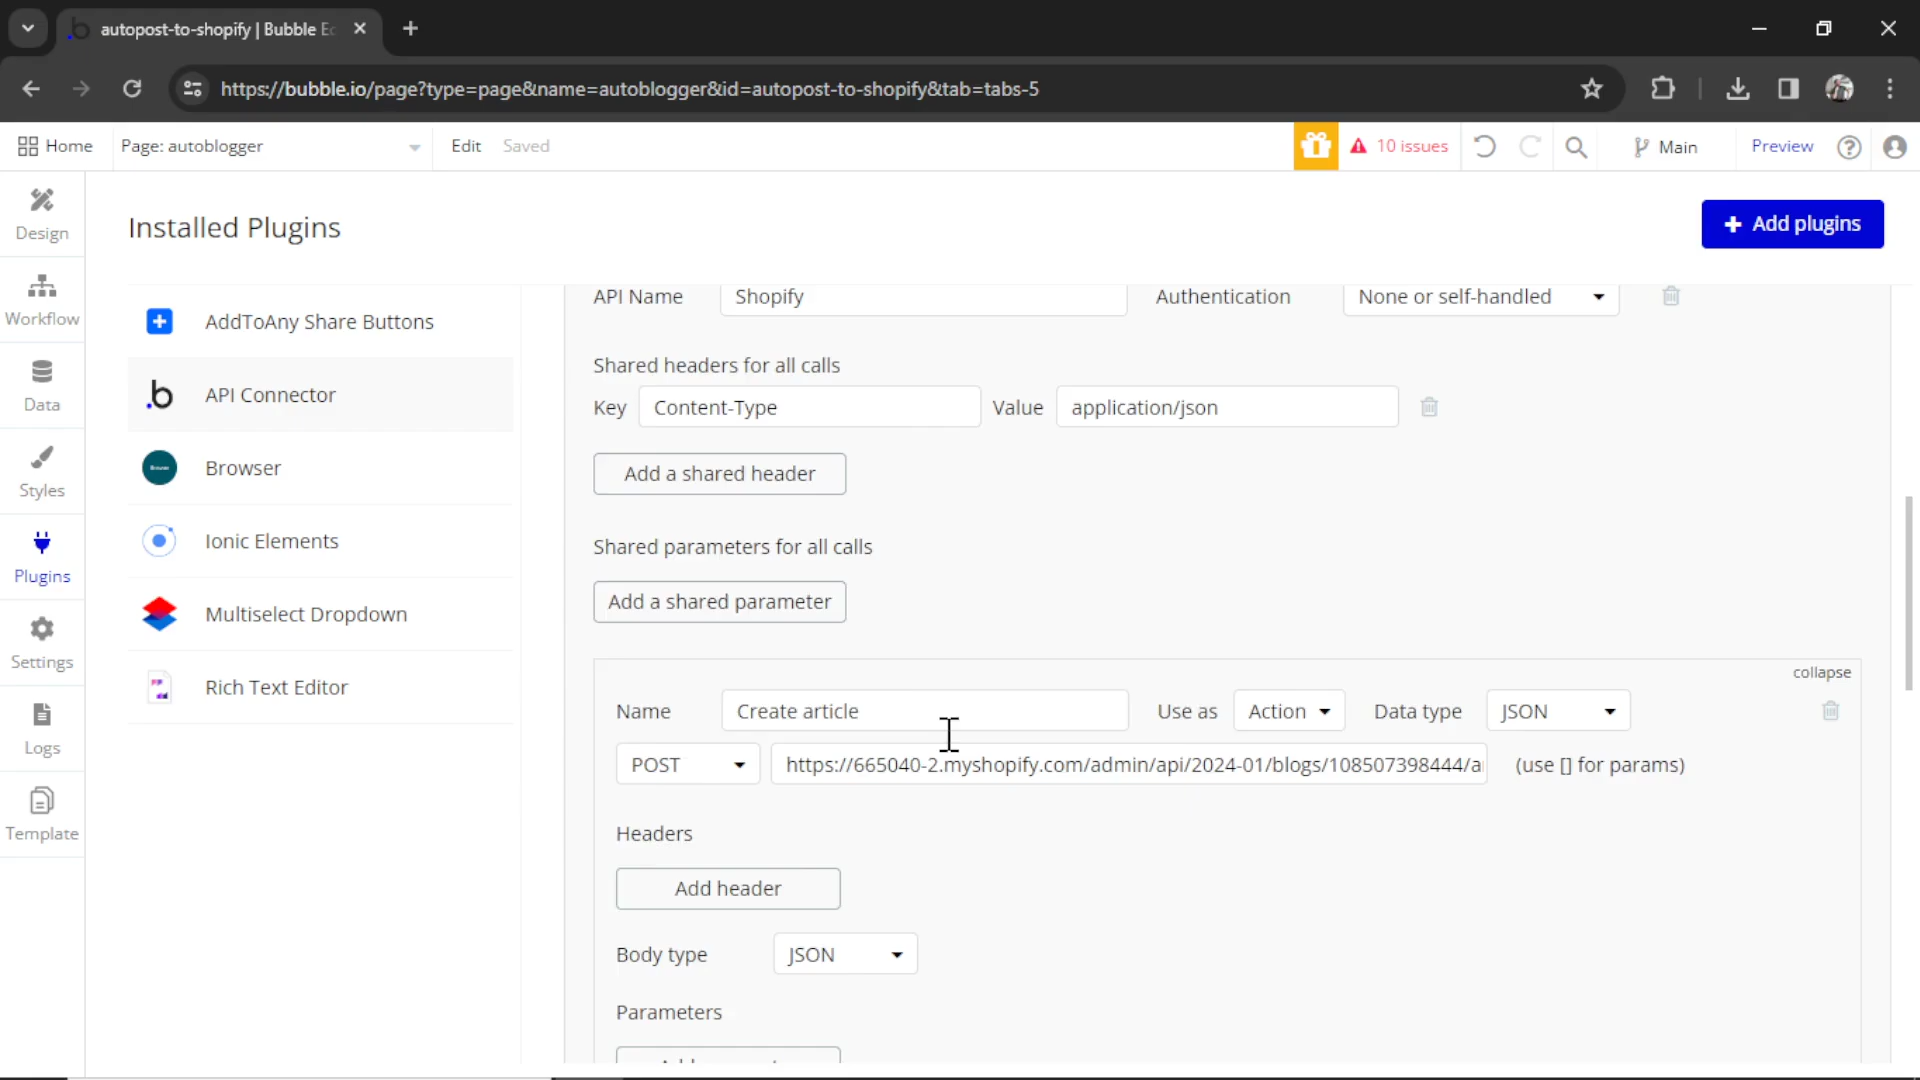 autopost-to-shopify | Bubble Ed
https://bubble.io/page?type=page&name=autoblogger&id=autopost-to-shopify&tab=tabs-5
Home
Page: autoblogger
Edit
Saved
10 issues
Main
Preview
Design
Workflow
Data
Styles
Plugins
Settings
Logs
Template
Installed Plugins
Add plugins
AddToAny Share Buttons
API Connector
Browser
Ionic Elements
Multiselect Dropdown
Rich Text Editor
API Name Shopify Authentication None or self-handled
Shared headers for all calls
Key Content-Type Value application/json
Add a shared header
Shared parameters for all calls
Add a shared parameter
collapse
Name Create article Use as Action Data type JSON
POST https://665040-2.myshopify.com/admin/api/2024-01/blogs/108507398444/a (use [] for params)
Headers
Add header
Body type JSON
Parameters